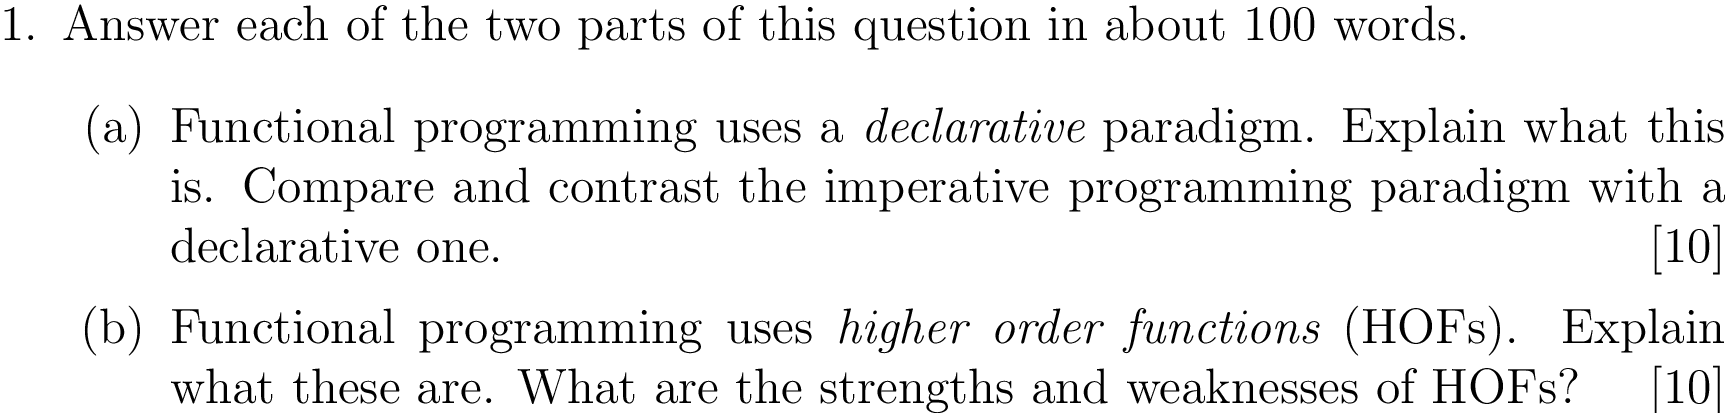 1. Answer each of the two parts of this question in about 100 words.
(a) Functional programming uses a declarative paradigm. Explain what this
is. Compare and contrast the imperative programming paradigm with a
declarative one. [10]
(b) Functional programming uses higher order functions (HOFs). Explain
what these are. What are the strengths and weaknesses of HOFs? [10]